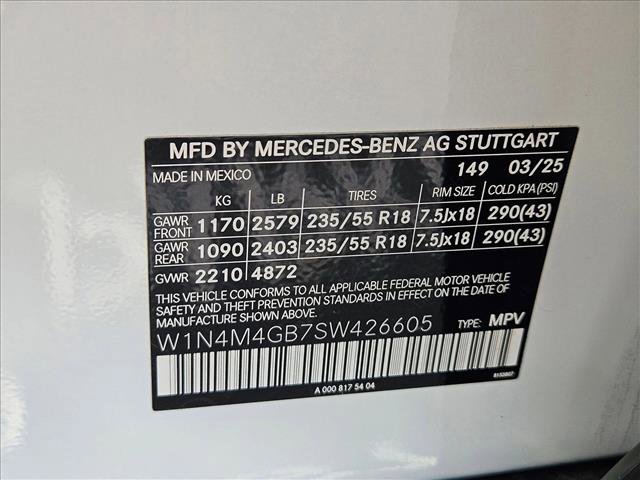 MFD BY MERCEDES-BENZ AG STUTTGART
MADE IN MEXICO 149 03/25
KG LB TIRES RIM SIZE COLD KPA (PSI)
GAWR FRONT 1170 2579 235/55 R18 7.5Jx18 290(43)
GAWR REAR 1090 2403 235/55 R18 7.5Jx18 290(43)
GVWR 2210 4872
THIS VEHICLE CONFORMS TO ALL APPLICABLE FEDERAL MOTOR VEHICLE
SAFETY AND THEFT PREVENTION STANDARDS IN EFFECT ON THE DATE OF
MANUFACTURE SHOWN ABOVE.
W1N4M4GB7SW426605 TYPE: MPV
A 000 817 54 04